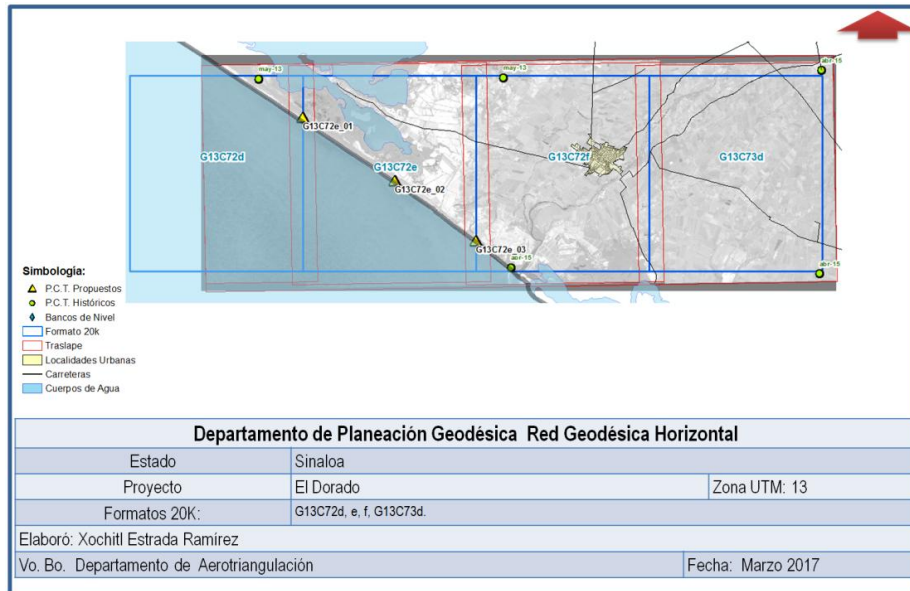 may-13
may-13
abr-15
G13C72e_01
G13C72d
G13C72e
G13C72f
G13C73d
G13C72e_02
G13C72e_03
abr-15
abr-15
Simbología:
P.C.T. Propuestos
P.C.T. Históricos
Bancos de Nivel
Formato 20k
Traslape
Localidades Urbanas
Carreteras
Cuerpos de Agua
Departamento de Planeación Geodésica Red Geodésica Horizontal
Estado Sinaloa
Proyecto El Dorado Zona UTM: 13
Formatos 20K: G13C72d, e, f, G13C73d.
Elaboró: Xochitl Estrada Ramírez
Vo. Bo. Departamento de Aerotriangulación Fecha: Marzo 2017